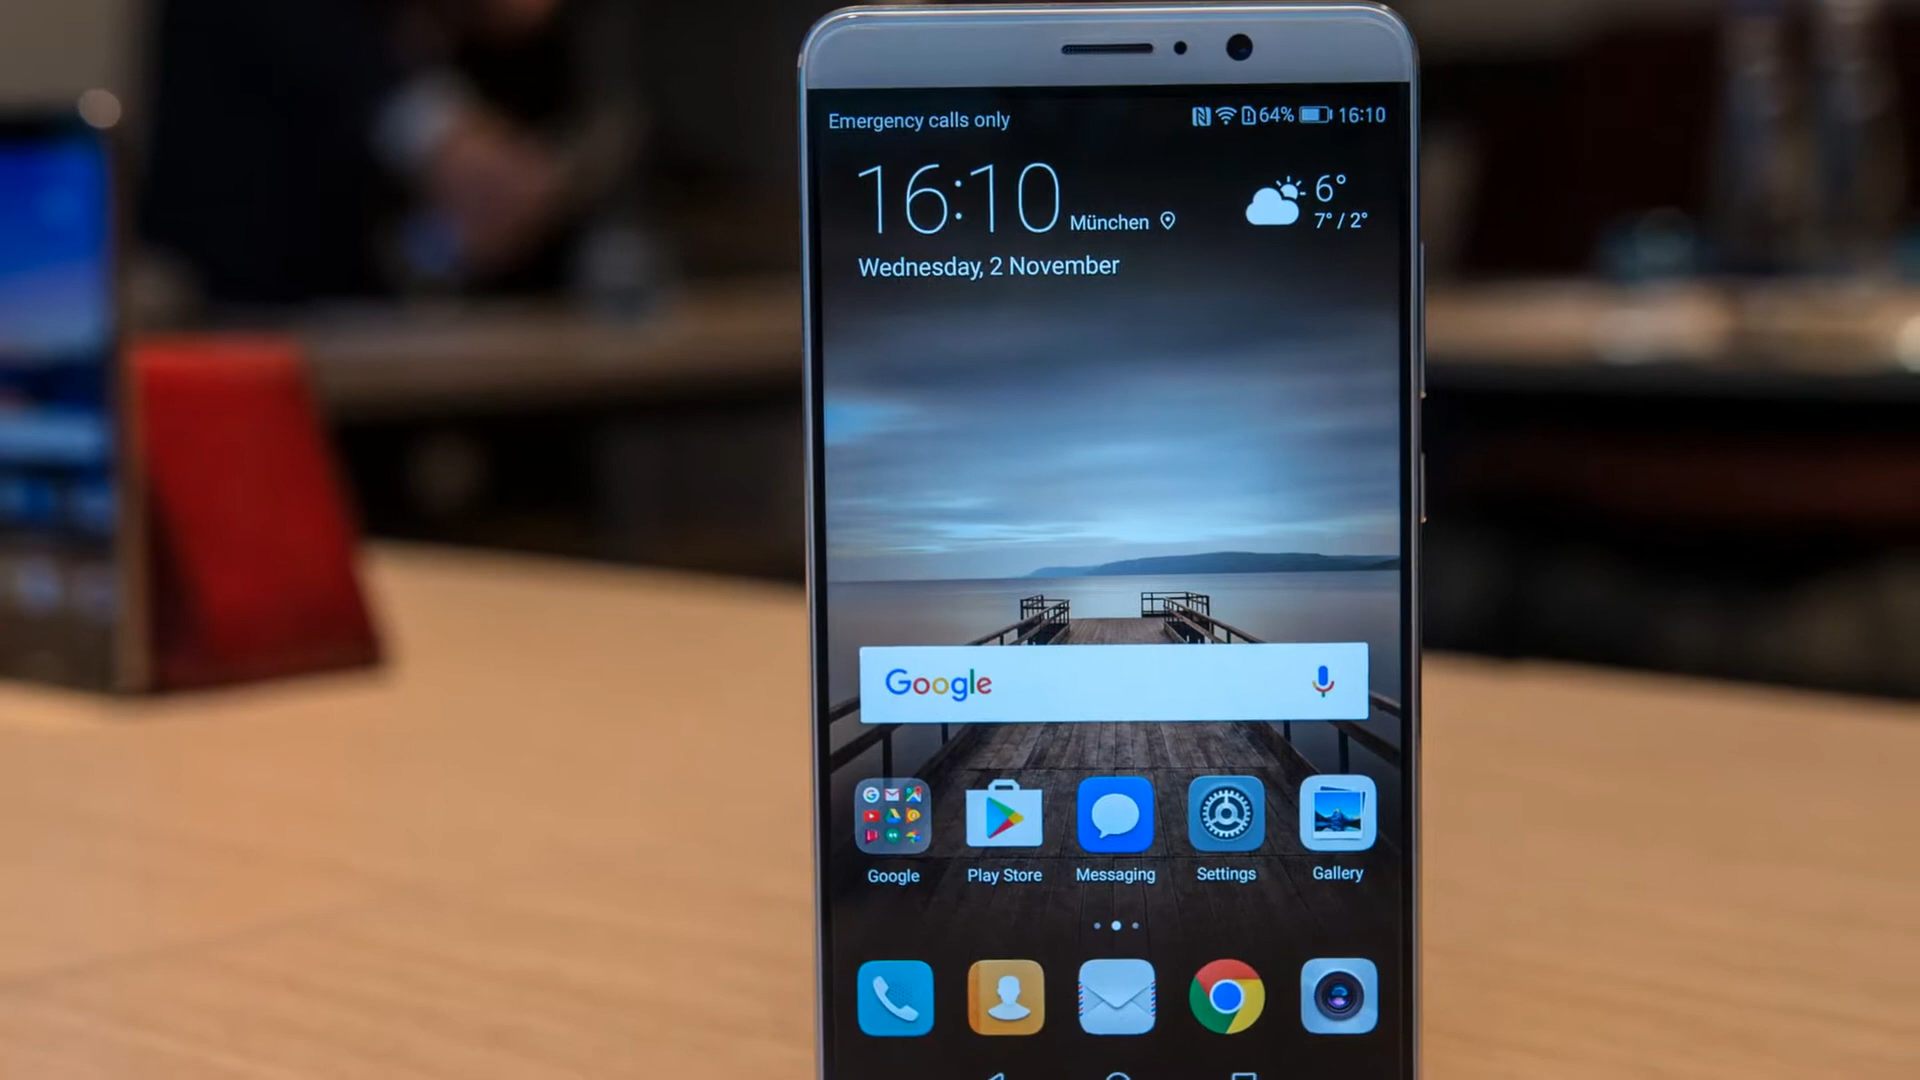 Emergency calls only 64% 16:10
16:10 München 6°
7° / 2°
Wednesday, 2 November
Google
Google Play Store Messaging Settings Gallery